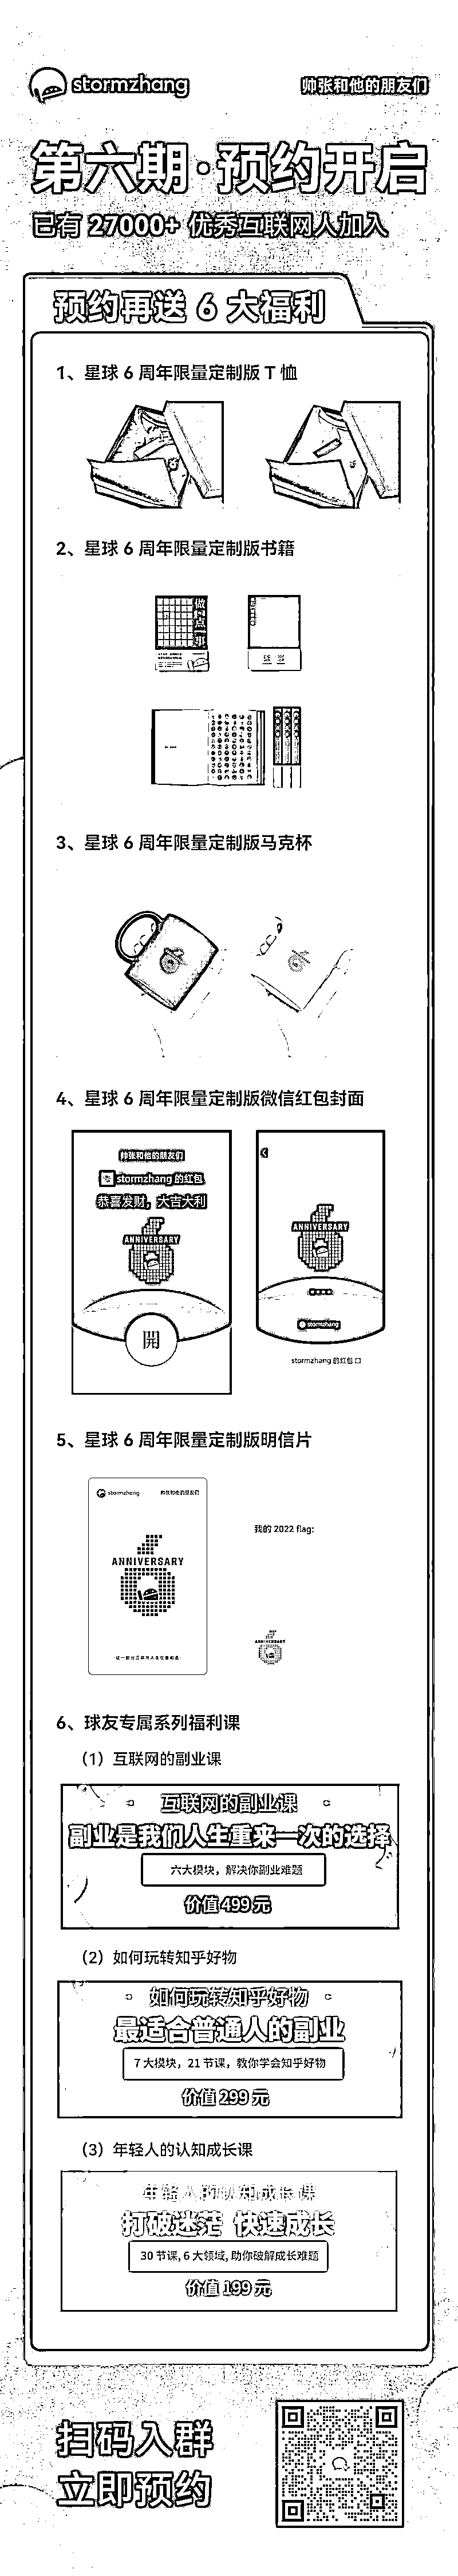 stormzhang
帅张和他的朋友们
第六期·预约开启
已有 27000+ 优秀互联网人加入
预约再送 6 大福利
1、星球 6 周年限量定制版 T 恤
2、星球 6 周年限量定制版书籍
做
点
事
3、星球 6 周年限量定制版马克杯
4、星球 6 周年限量定制版微信红包封面
帅张和他的朋友们
stormzhang 的红包
恭喜发财，大吉大利
ANNIVERSARY
開
ANNIVERSARY
stormzhang
stormzhang 的红包
5、星球 6 周年限量定制版明信片
stormzhang
帅张和他的朋友们
ANNIVERSARY
我的 2022 flag:
ANNIVERSARY
6、球友专属系列福利课
（1）互联网的副业课
互联网的副业课
副业是我们人生重来一次的选择
六大模块，解决你副业难题
价值 499 元
（2）如何玩转知乎好物
如何玩转知乎好物
最适合普通人的副业
7 大模块，21 节课，教你学会知乎好物
价值 299 元
（3）年轻人的认知成长课
年轻人的认知成长课
打破迷茫 快速成长
30 节课, 6 大领域, 助你破解成长难题
价值 199 元
扫码入群
立即预约